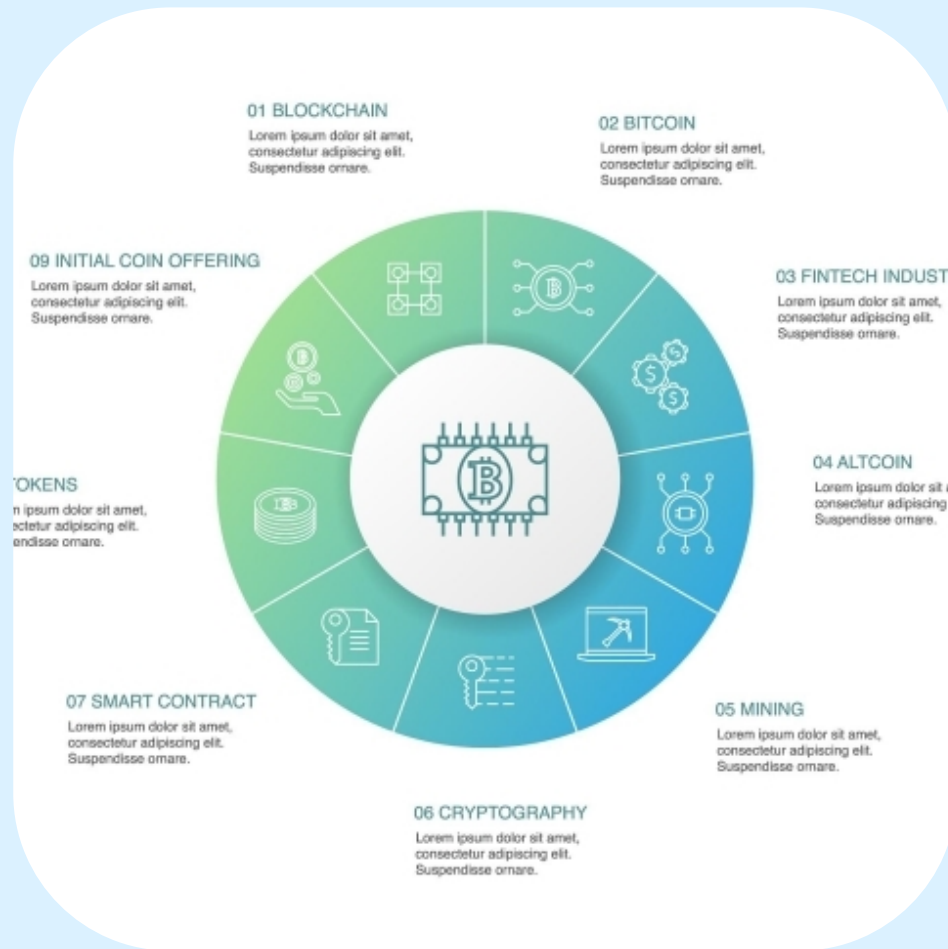 01 BLOCKCHAIN
Lorem ipsum dolor sit amet,
consectetur adipiscing elit.
Suspendisse ornare.
02 BITCOIN
Lorem ipsum dolor sit amet,
consectetur adipiscing elit.
Suspendisse ornare.
03 FINTECH INDUST
Lorem ipsum dolor sit amet,
consectetur adipiscing elit.
Suspendisse ornare.
04 ALTCOIN
Lorem ipsum dolor sit
consectetur adipiscing
Suspendisse ornare.
05 MINING
Lorem ipsum dolor sit amet,
consectetur adipiscing elit.
Suspendisse ornare.
06 CRYPTOGRAPHY
Lorem ipsum dolor sit amet,
consectetur adipiscing elit.
Suspendisse ornare.
07 SMART CONTRACT
Lorem ipsum dolor sit amet,
consectetur adipiscing elit.
Suspendisse ornare.
TOKENS
ipsum dolor sit amet,
adipiscing elit.
ornare.
09 INITIAL COIN OFFERING
Lorem ipsum dolor sit amet,
consectetur adipiscing elit.
Suspendisse ornare.